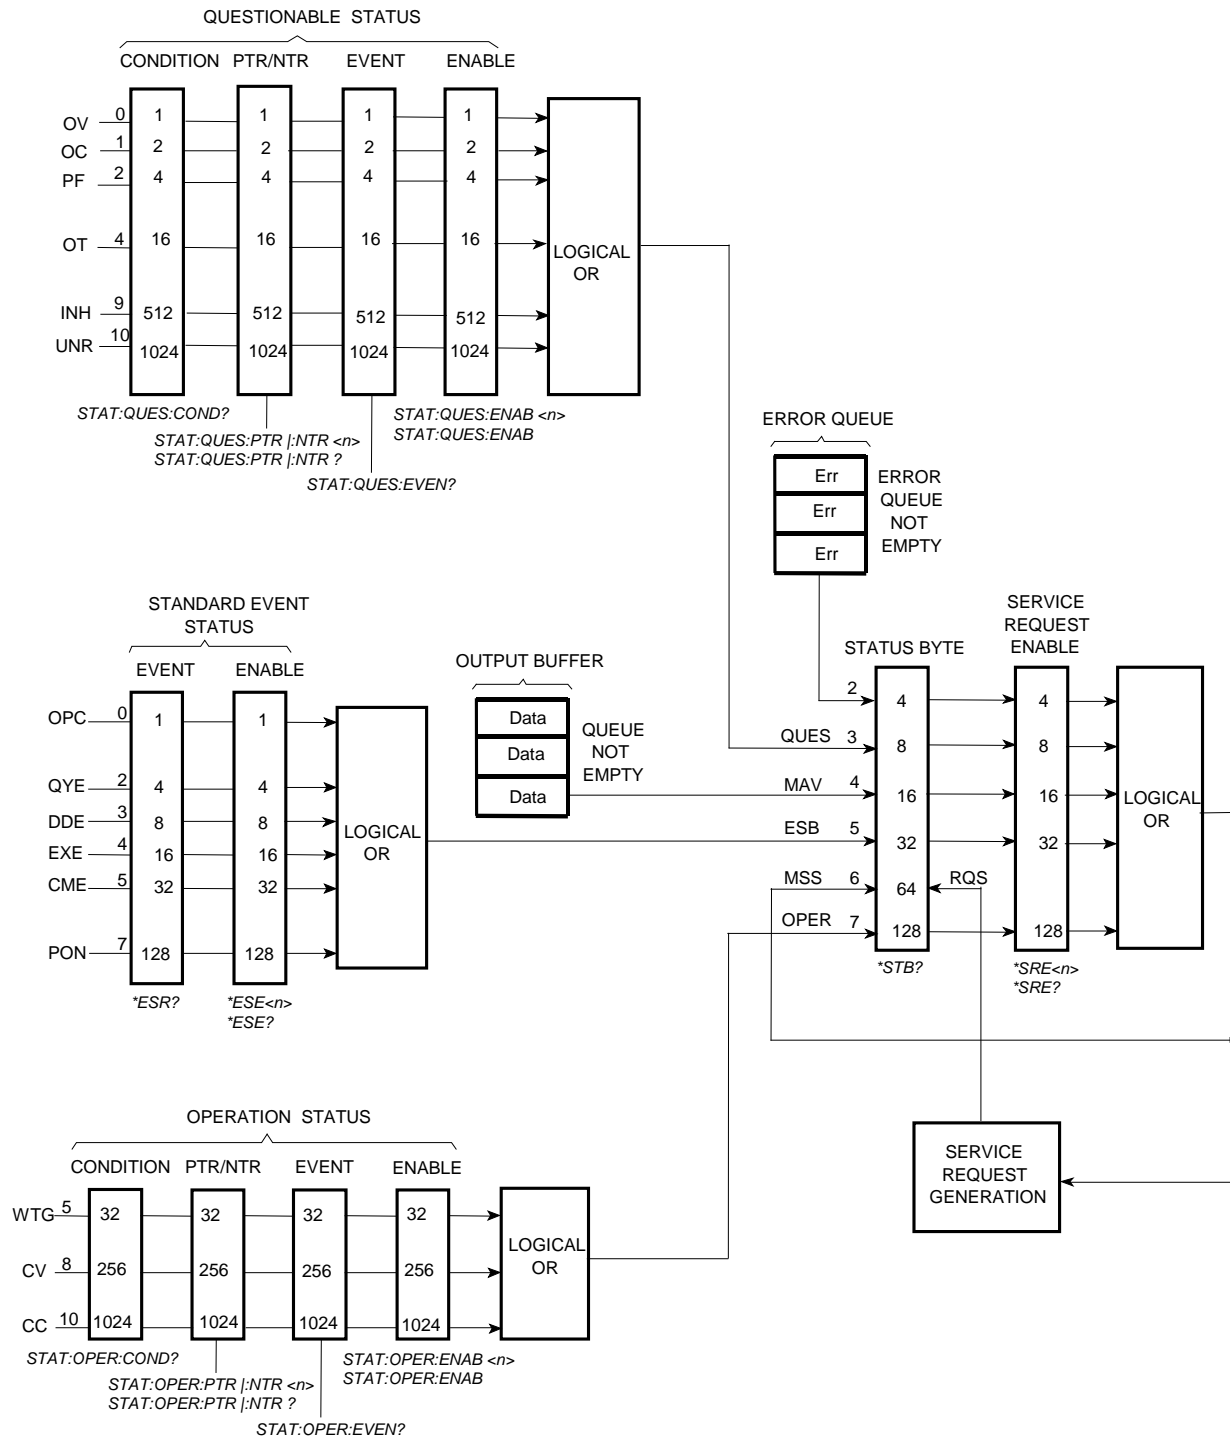 QUESTIONABLE STATUS
CONDITION PTR/NTR EVENT ENABLE
OV 0 1 1 1 1
OC 1 2 2 2 2
PF 2 4 4 4 4
OT 4 16 16 16 16
LOGICAL
OR
INH 9 512 512 512 512
UNR 10 1024 1024 1024 1024
STAT:QUES:COND?
STAT:QUES:PTR |:NTR <n>
STAT:QUES:PTR |:NTR ?
STAT:QUES:EVEN?
STAT:QUES:ENAB <n>
STAT:QUES:ENAB
ERROR QUEUE
Err
Err
Err
ERROR
QUEUE
NOT
EMPTY
STANDARD EVENT
STATUS
EVENT ENABLE
OPC 0 1 1
QYE 2 4 4
DDE 3 8 8
EXE 4 16 16
CME 5 32 32
PON 7 128 128
LOGICAL
OR
*ESR?
*ESE<n>
*ESE?
OUTPUT BUFFER
Data
Data
Data
QUEUE
NOT
EMPTY
STATUS BYTE
SERVICE
REQUEST
ENABLE
2 4 4
QUES 3 8 8
MAV 4 16 16
ESB 5 32 32
MSS 6 64 RQS
OPER 7 128 128
LOGICAL
OR
*STB?
*SRE<n>
*SRE?
SERVICE
REQUEST
GENERATION
OPERATION STATUS
CONDITION PTR/NTR EVENT ENABLE
WTG 5 32 32 32 32
CV 8 256 256 256 256
CC 10 1024 1024 1024 1024
LOGICAL
OR
STAT:OPER:COND?
STAT:OPER:PTR |:NTR <n>
STAT:OPER:PTR |:NTR ?
STAT:OPER:EVEN?
STAT:OPER:ENAB <n>
STAT:OPER:ENAB